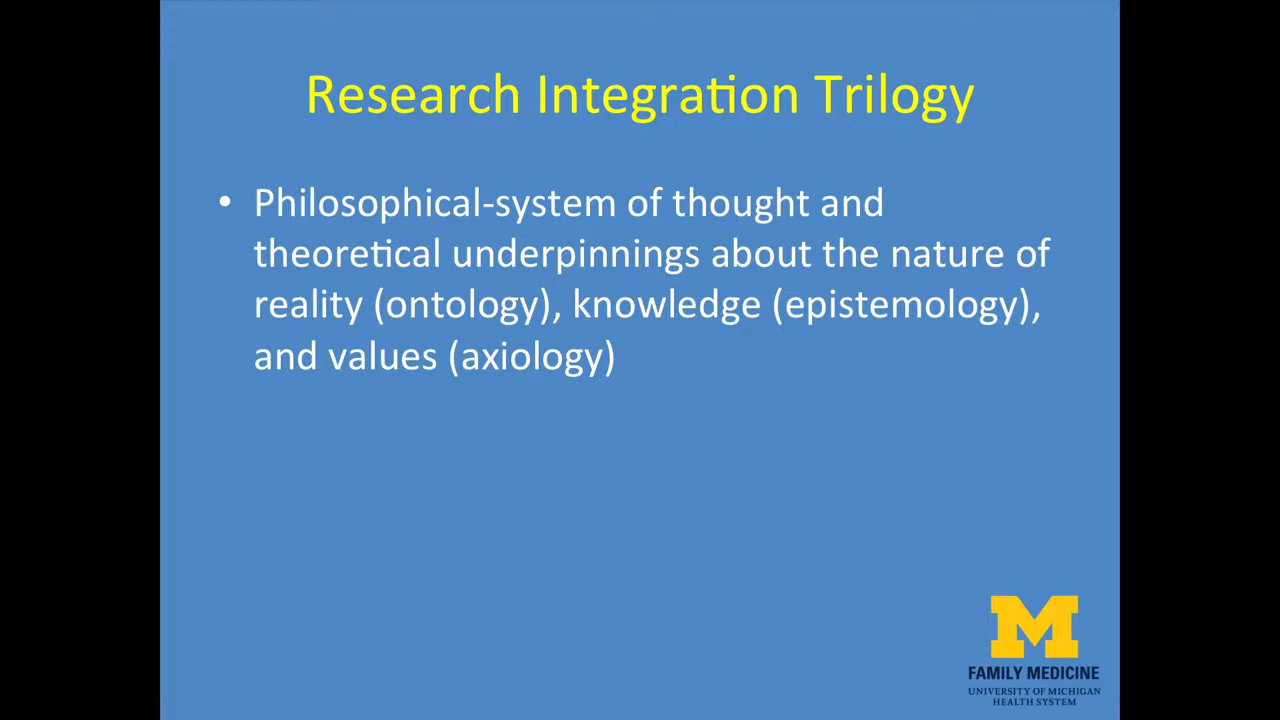 Research Integration Trilogy
• Philosophical-system of thought and
theoretical underpinnings about the nature of
reality (ontology), knowledge (epistemology),
and values (axiology)
M
FAMILY MEDICINE
UNIVERSITY OF MICHIGAN
HEALTH SYSTEM